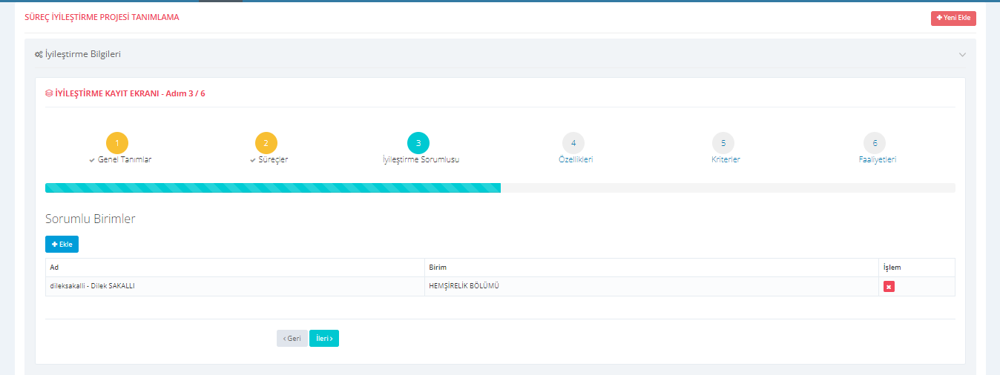 SÜREÇ İYİLEŞTİRME PROJESİ TANIMLAMA
Yeni Ekle
İyileştirme Bilgileri
İYİLEŞTİRME KAYIT EKRANI - Adım 3 / 6
1 2 3 4 5 6
Genel Tanımlar Süreçler İyileştirme Sorumlusu Özellikleri Kriterler Faaliyetleri
Sorumlu Birimler
Ekle
Ad Birim İşlem
dileksakalli - Dilek SAKALLI HEMŞİRELİK BÖLÜMÜ
‹ Geri İleri ›